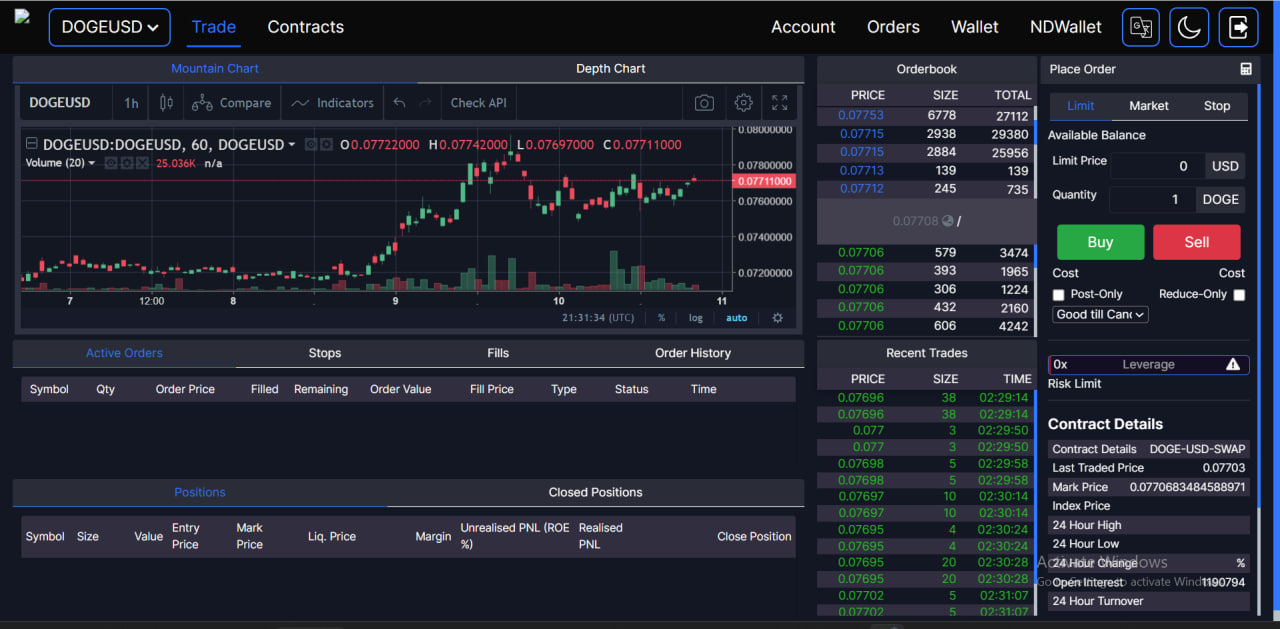 DOGEUSD Trade Contracts Account Orders Wallet NDWallet
Mountain Chart Depth Chart
DOGEUSD 1h Compare Indicators Check API
DOGEUSD:DOGEUSD, 60, DOGEUSD O0.07722000 H0.07742000 L0.07697000 C0.07711000
Volume (20) 25.036K n/a
0.08000000
0.07800000
0.07711000
0.07600000
0.07400000
0.07200000
7 12:00 8 9 10 11
21:31:34 (UTC) % log auto
Active Orders Stops Fills Order History
Symbol Qty Order Price Filled Remaining Order Value Fill Price Type Status Time
Positions Closed Positions
Symbol Size Value Entry Price Mark Price Liq. Price Margin Unrealised PNL (ROE %) Realised PNL Close Position
Orderbook
PRICE SIZE TOTAL
0.07753 6778 27112
0.07715 2938 29380
0.07715 2884 25956
0.07713 139 139
0.07712 245 735
0.07708 /
0.07706 579 3474
0.07706 393 1965
0.07706 306 1224
0.07706 432 2160
0.07706 606 4242
Recent Trades
PRICE SIZE TIME
0.07696 38 02:29:14
0.07696 38 02:29:14
0.077 3 02:29:50
0.077 3 02:29:50
0.07698 5 02:29:58
0.07698 5 02:29:58
0.07697 10 02:30:14
0.07697 10 02:30:14
0.07695 4 02:30:24
0.07695 4 02:30:24
0.07695 20 02:30:28
0.07695 20 02:30:28
0.07702 5 02:31:07
0.07702 5 02:31:07
Place Order
Limit Market Stop
Available Balance
Limit Price 0 USD
Quantity 1 DOGE
Buy Sell
Cost Cost
Post-Only Reduce-Only
Good till Canc
0x Leverage
Risk Limit
Contract Details
Contract Details DOGE-USD-SWAP
Last Traded Price 0.07703
Mark Price 0.0770683484588971
Index Price
24 Hour High
24 Hour Low
24 Hour Change %
Open Interest 1190794
24 Hour Turnover
Activate Windows
Go to Settings to activate Windows.